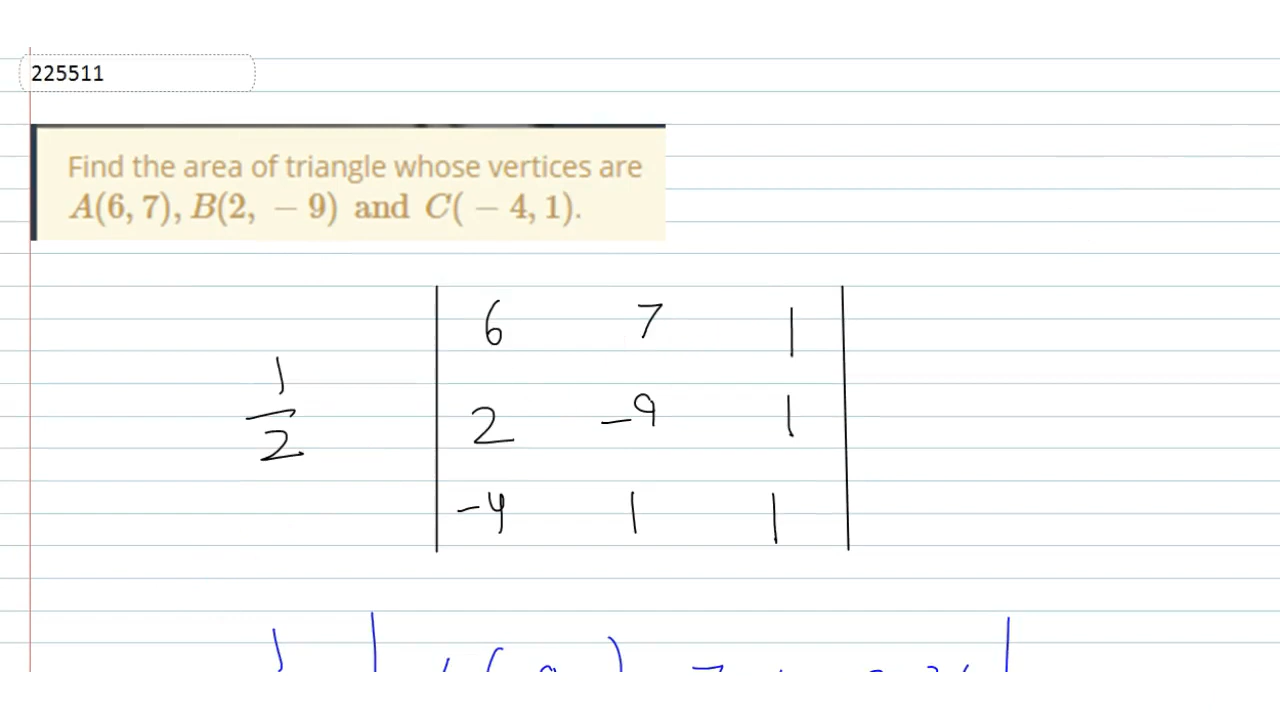 225511
Find the area of triangle whose vertices are
A(6, 7), B(2, − 9) and C( − 4, 1).
6 7 1
1/2
2 -9 1
-4 1 1